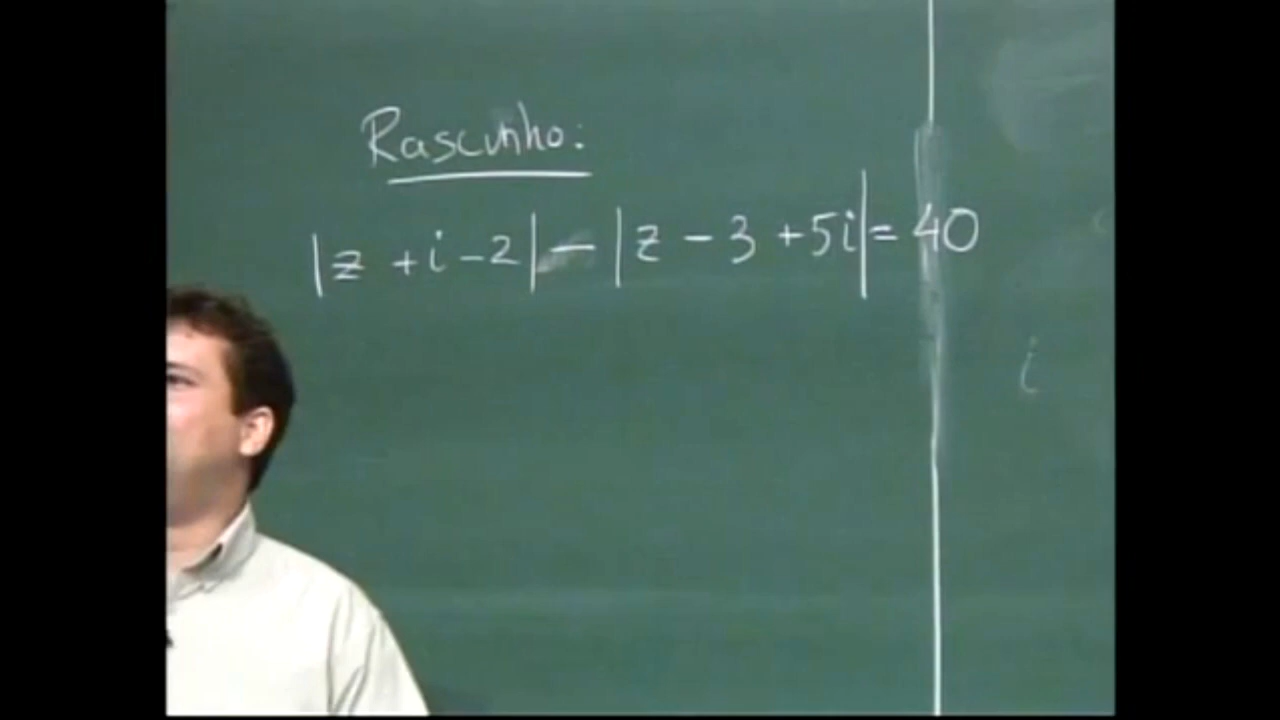 Rascunho:
|z + i - 2| - |z - 3 + 5i| = 40
i